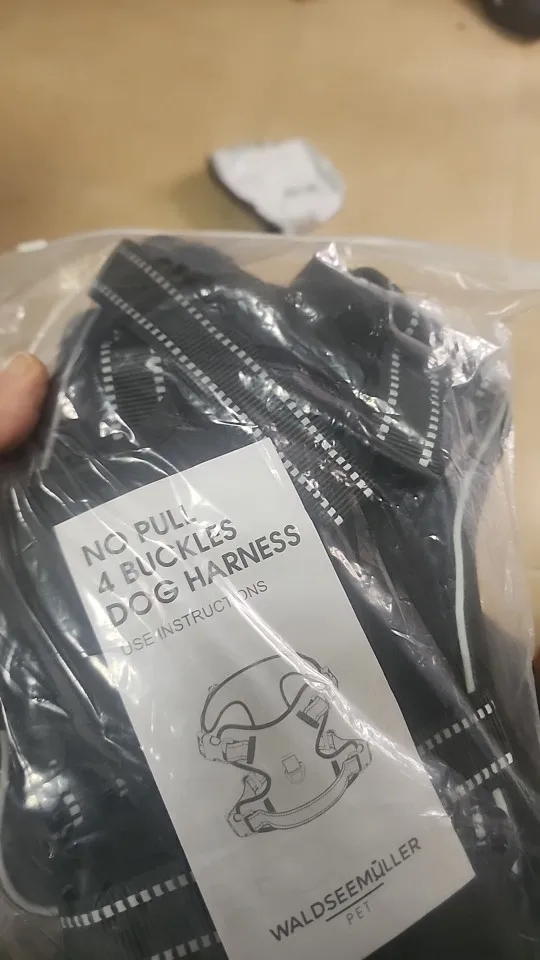 NO PULL
4 BUCKLES
DOG HARNESS
USE INSTRUCTIONS
WALDSEEMÜLLER
PET